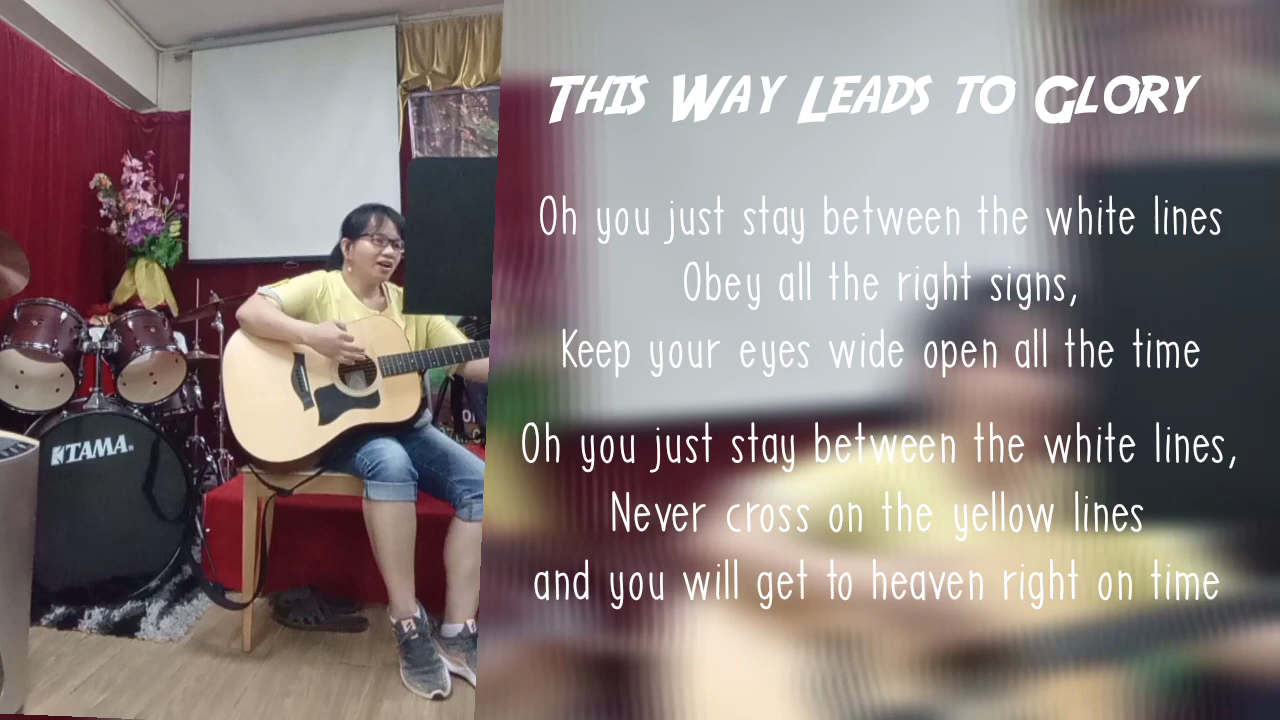 This Way Leads to Glory
Oh you just stay between the white lines
Obey all the right signs,
Keep your eyes wide open all the time
Oh you just stay between the white lines,
Never cross on the yellow lines
and you will get to heaven right on time
TAMA